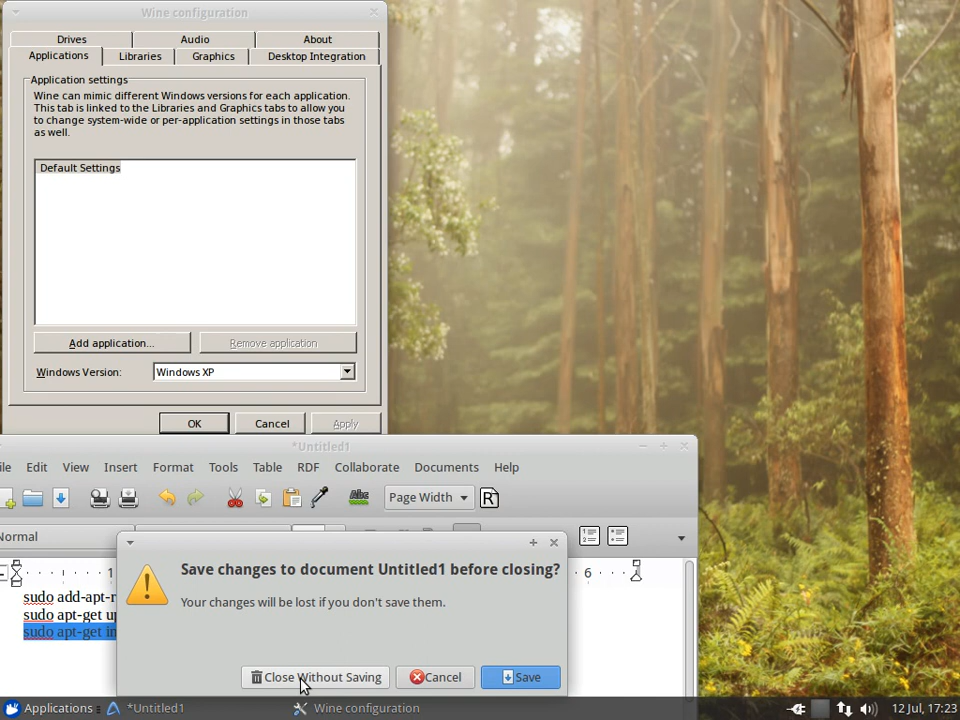 Wine configuration
Drives Audio About
Applications Libraries Graphics Desktop Integration
Application settings
Wine can mimic different Windows versions for each application.
This tab is linked to the Libraries and Graphics tabs to allow you
to change system-wide or per-application settings in those tabs
as well.
Default Settings
Add application... Remove application
Windows Version: Windows XP
OK Cancel Apply
*Untitled1
ile Edit View Insert Format Tools Table RDF Collaborate Documents Help
Abc Page Width R
Normal
1 6
Save changes to document Untitled1 before closing?
Your changes will be lost if you don't save them.
sudo add-apt-r
sudo apt-get up
sudo apt-get in
Close Without Saving Cancel Save
Applications *Untitled1 Wine configuration 12 Jul, 17:23